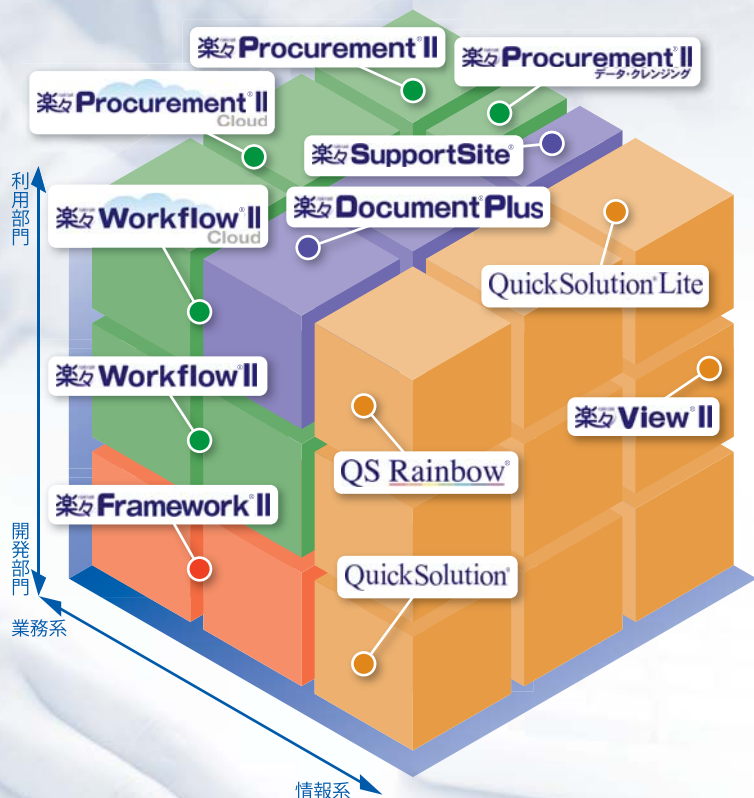 楽々Procurement®II
楽々Procurement®II
データ・クレンジング
楽々Procurement®II
Cloud
楽々SupportSite®
利用部門
楽々Workflow®II
Cloud
楽々Document®Plus
QuickSolution®Lite
楽々Workflow®II
楽々View®II
QS Rainbow®
楽々Framework®II
開発部門
QuickSolution®
業務系
情報系